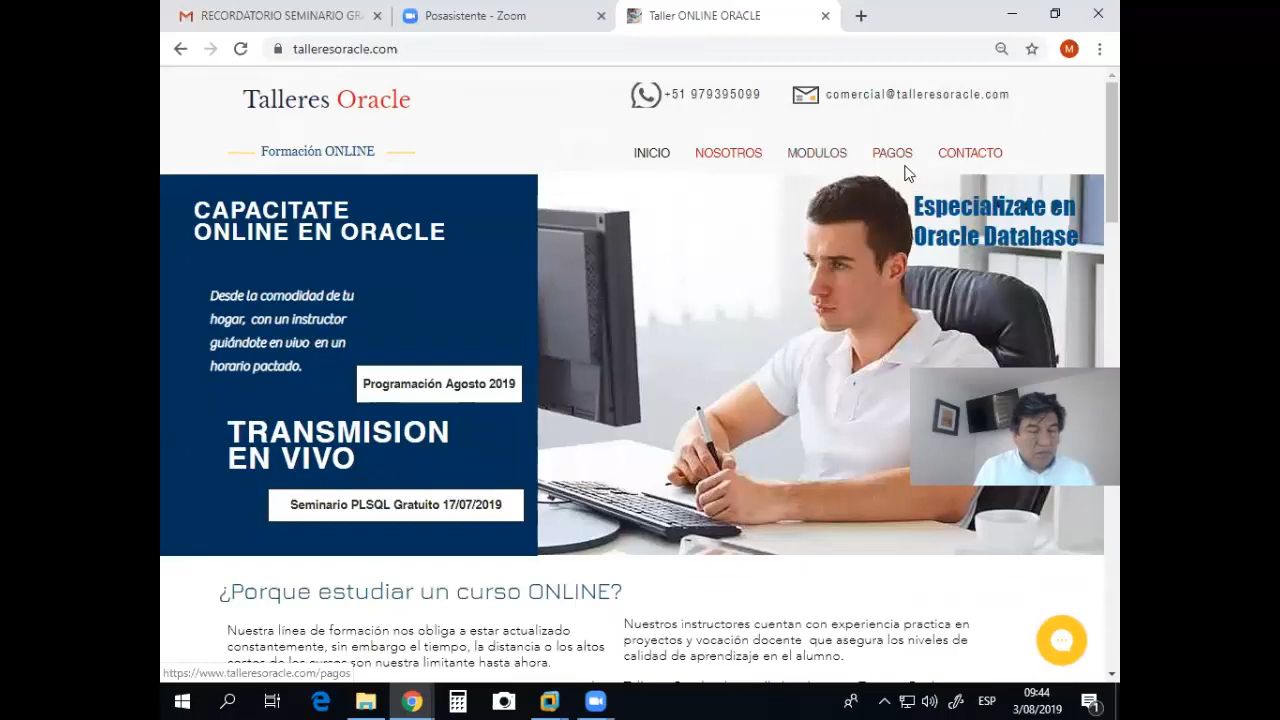 RECORDATORIO SEMINARIO GR
Posasistente - Zoom
Taller ONLINE ORACLE
talleresoracle.com
M
Talleres Oracle
+51 979395099
comercial@talleresoracle.com
Formación ONLINE
INICIO
NOSOTROS
MODULOS
PAGOS
CONTACTO
CAPACITATE
ONLINE EN ORACLE
Especialízate en
Oracle Database
Desde la comodidad de tu
hogar, con un instructor
guiándote en vivo en un
horario pactado.
Programación Agosto 2019
TRANSMISION
EN VIVO
Seminario PLSQL Gratuito 17/07/2019
¿Porque estudiar un curso ONLINE?
Nuestra línea de formación nos obliga a estar actualizado
constantemente, sin embargo el tiempo, la distancia o los altos
costos de los cursos son nuestra limitante hasta ahora.
Nuestros instructores cuentan con experiencia practica en
proyectos y vocación docente que asegura los niveles de
calidad de aprendizaje en el alumno.
https://www.talleresoracle.com/pagos
ESP
09:44
3/08/2019
1